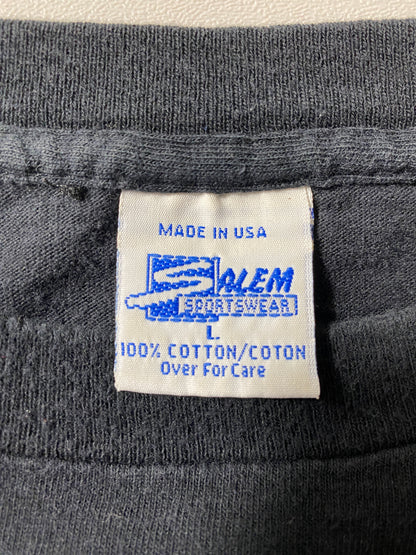 MADE IN USA
SALEM
SPORTSWEAR
L
100% COTTON/COTON
Over For Care